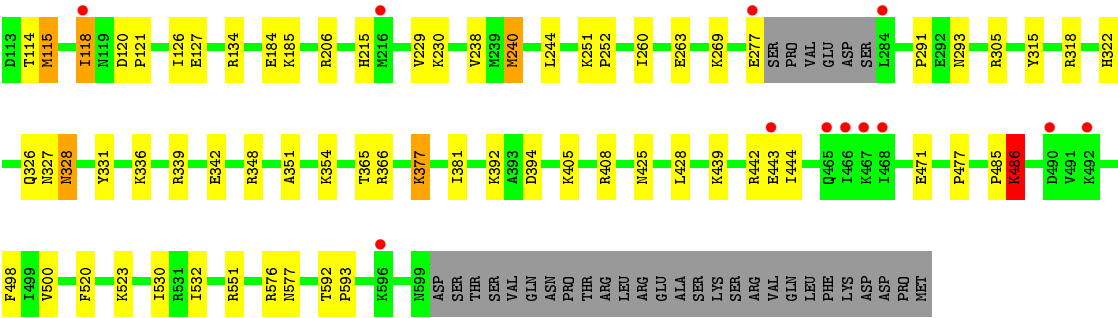 D113 T114 M115 I118 N119 D120 P121 I126 E127 R134 E184 K185 R206 H215 M216 V229 K230 V238 M239 M240 L244 K251 P252 I260 E263 K269 E277 SER PRO VAL GLU ASP SER L284 P291 E292 N293 R305 Y315 R318 H322
Q326 N327 N328 Y331 K336 R339 E342 R348 A351 K354 T365 R366 K377 I381 K392 A393 D394 K405 R408 N425 L428 K439 R442 E443 I444 Q465 I466 K467 I468 E471 P477 P485 K486 D490 V491 K492
F498 I499 V500 F520 K523 I530 R531 I532 R551 R576 N577 T592 P593 K596 N599 ASP SER THR SER VAL GLN ASN PRO THR ARG LEU ARG GLU ALA SER LYS SER ARG VAL GLN LEU PHE LYS ASP ASP PRO MET